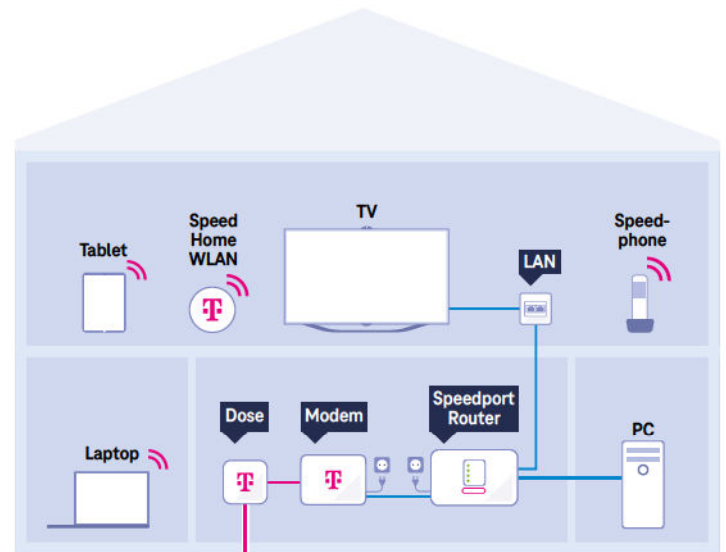 TV
Speed
Home
WLAN
Speed-
phone
Tablet
LAN
T
Speedport
Router
Dose
Modem
PC
Laptop
T
T